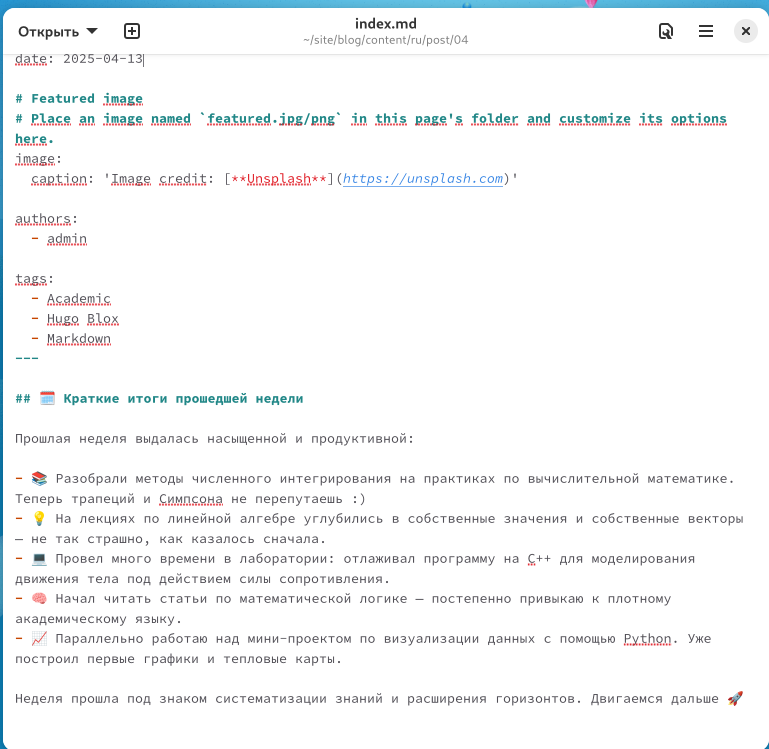 Открыть
index.md
~/site/blog/content/ru/post/04
date: 2025-04-13
# Featured image
# Place an image named `featured.jpg/png` in this page's folder and customize its options
here.
image:
caption: 'Image credit: [**Unsplash**](https://unsplash.com)'
authors:
- admin
tags:
- Academic
- Hugo Blox
- Markdown
---
## 🗓️ Краткие итоги прошедшей недели
Прошлая неделя выдалась насыщенной и продуктивной:
- 📚 Разобрали методы численного интегрирования на практиках по вычислительной математике.
Теперь трапеций и Симпсона не перепутаешь :)
- 💡 На лекциях по линейной алгебре углубились в собственные значения и собственные векторы
— не так страшно, как казалось сначала.
- 💻 Провел много времени в лаборатории: отлаживал программу на C++ для моделирования
движения тела под действием силы сопротивления.
- 🧠 Начал читать статьи по математической логике — постепенно привыкаю к плотному
академическому языку.
- 📈 Параллельно работаю над мини-проектом по визуализации данных с помощью Python. Уже
построил первые графики и тепловые карты.
Неделя прошла под знаком систематизации знаний и расширения горизонтов. Двигаемся дальше 🚀